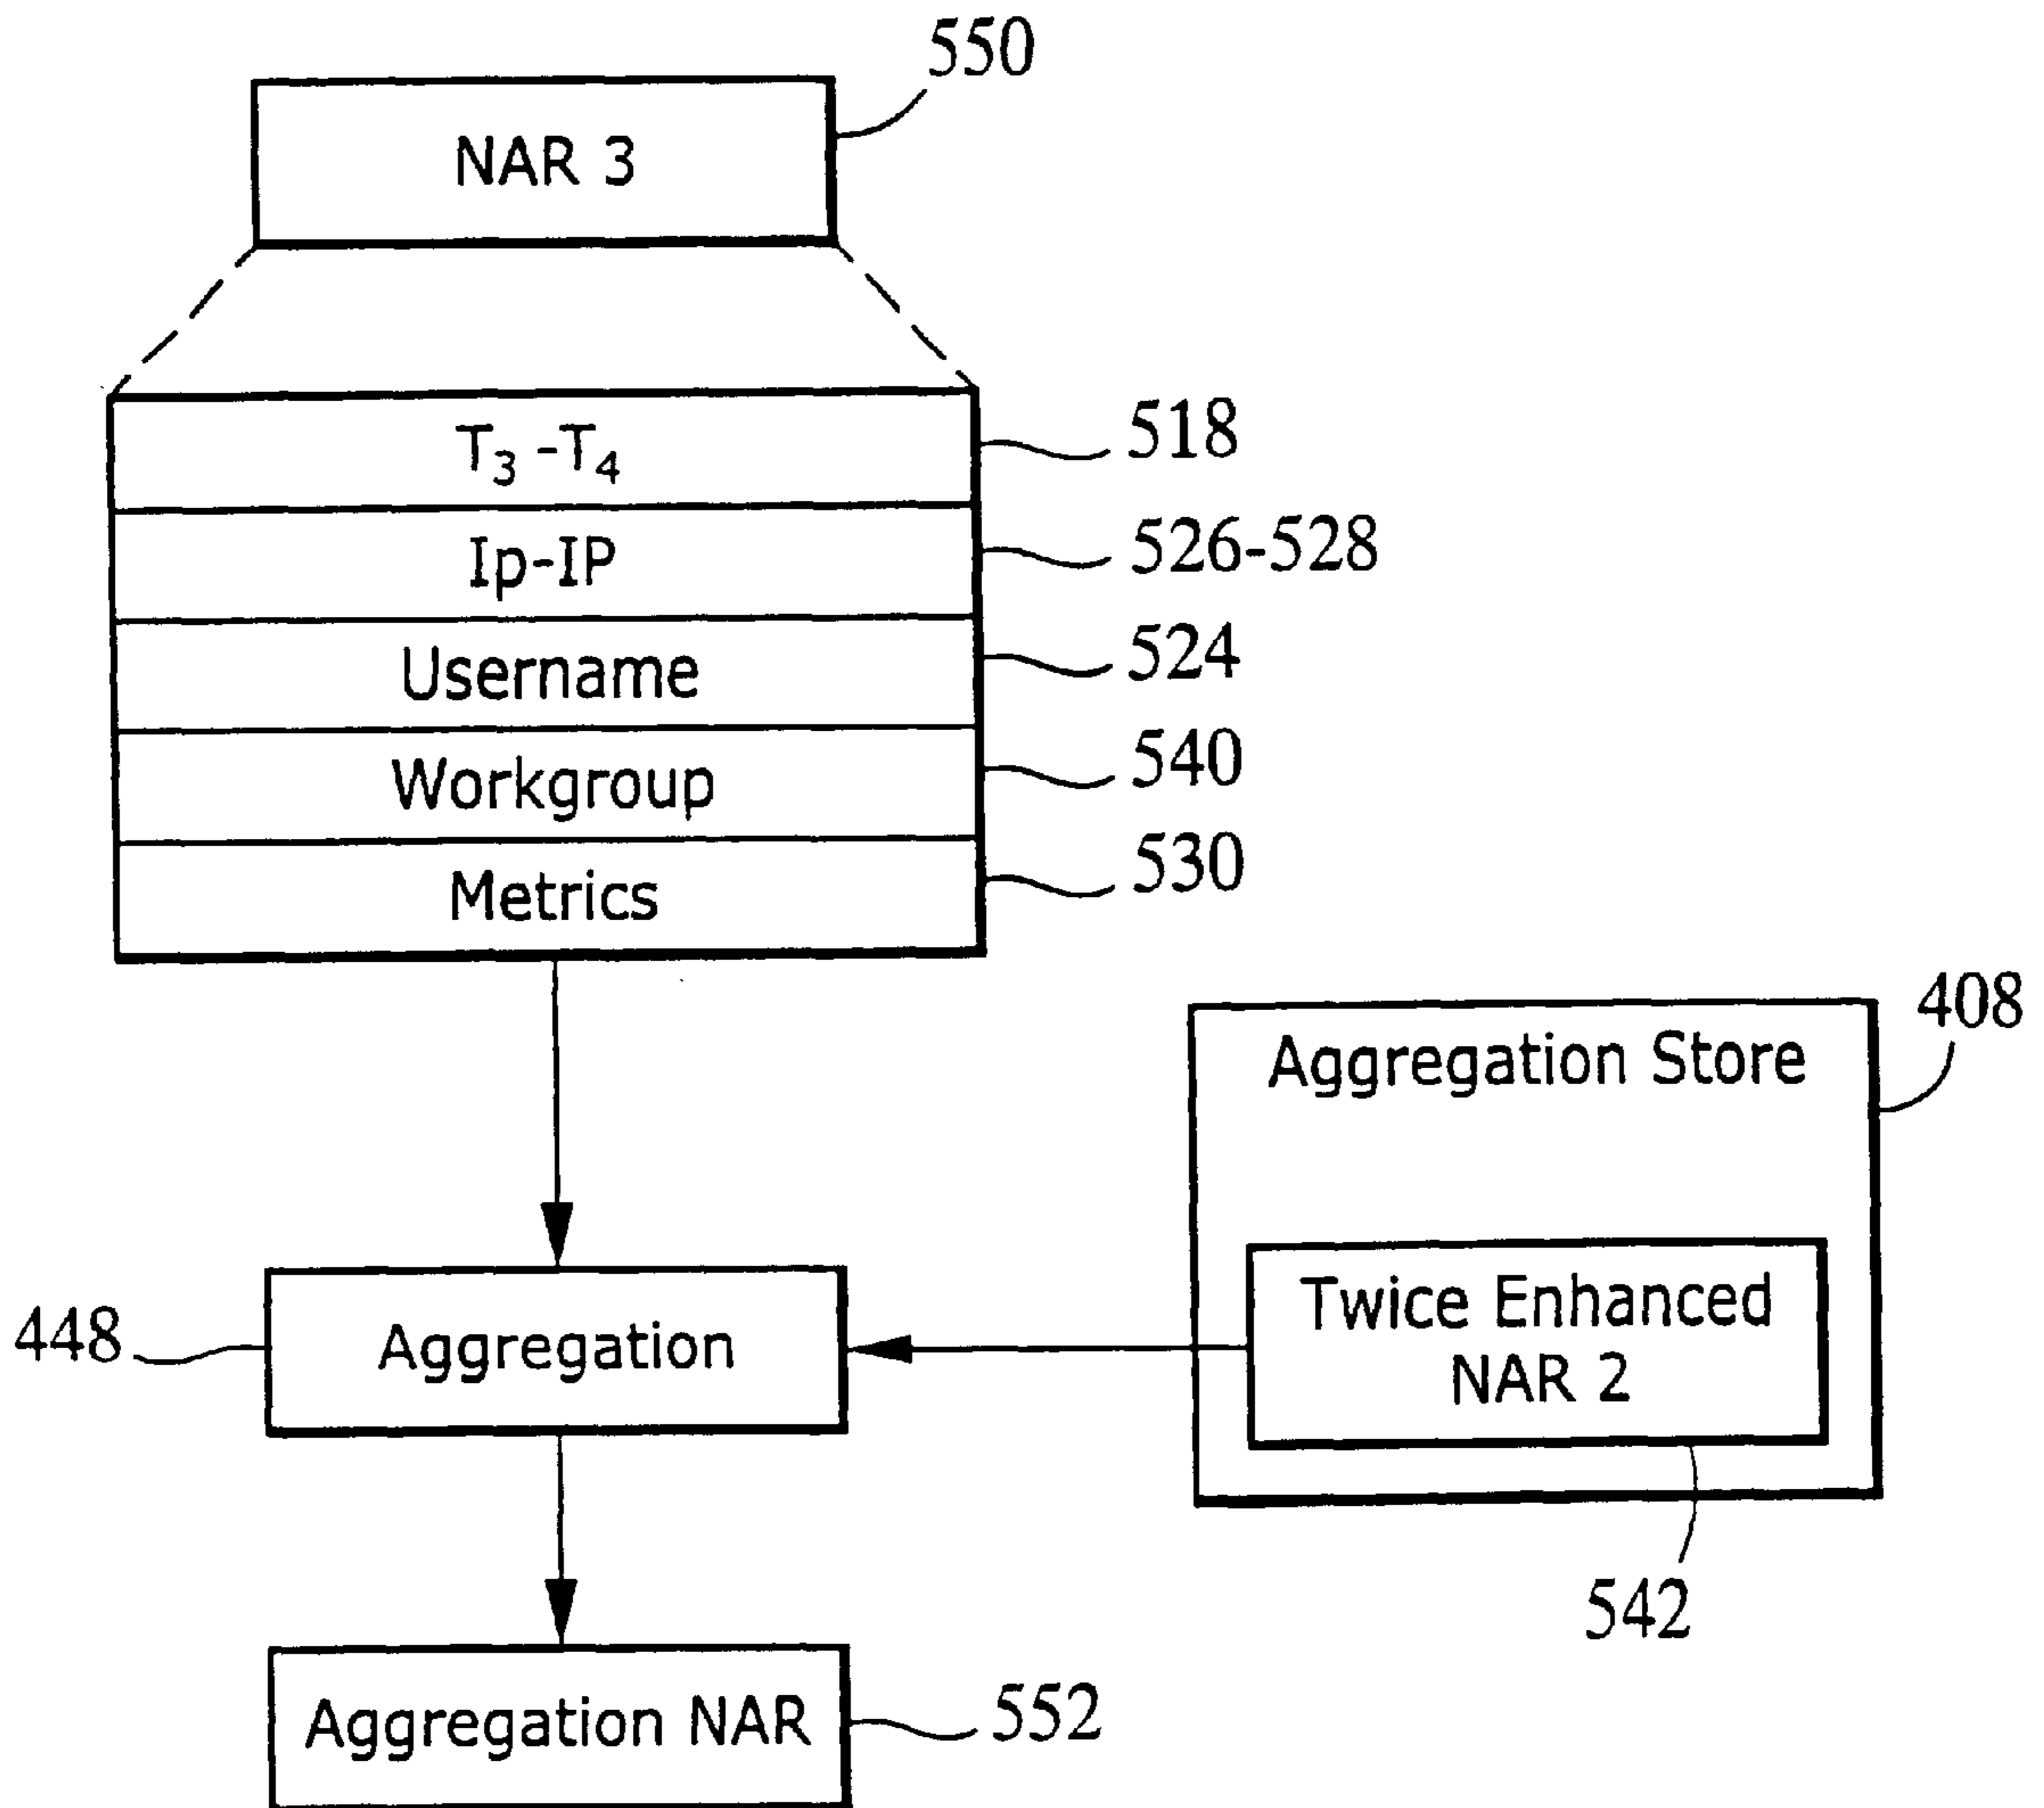 550
NAR 3
T₃ -T₄
518
Ip-IP
526-528
Username
524
Workgroup
540
Metrics
530
408
Aggregation Store
Twice Enhanced
NAR 2
448
Aggregation
542
Aggregation NAR
552